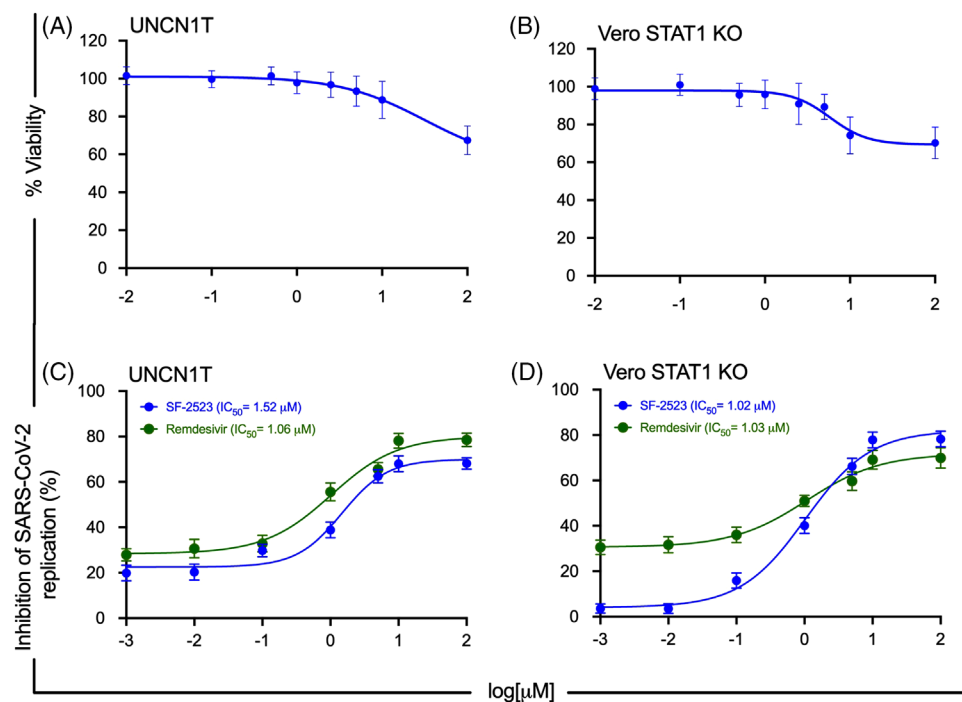 (A)
UNCN1T
120
100
80
60
40
20
0
-2 -1 0 1 2
(B)
Vero STAT1 KO
120
100
80
60
40
20
0
-2 -1 0 1 2
% Viability
(C)
UNCN1T
SF-2523 (IC50= 1.52 μM)
Remdesivir (IC50= 1.06 μM)
100
80
60
40
20
0
-3 -2 -1 0 1 2
(D)
Vero STAT1 KO
SF-2523 (IC50= 1.02 μM)
Remdesivir (IC50= 1.03 μM)
100
80
60
40
20
0
-3 -2 -1 0 1 2
Inhibition of SARS-CoV-2
replication (%)
log[μM]